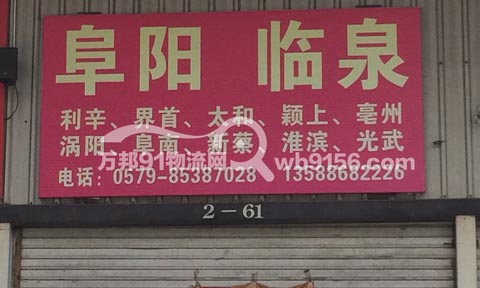 阜阳 临泉
利辛、界首、太和、颍上、亳州
涡阳、阜南、新蔡、淮滨、光武
万邦91物流网 wb9156.com
电话：0579-85387028 13588682226
2-61